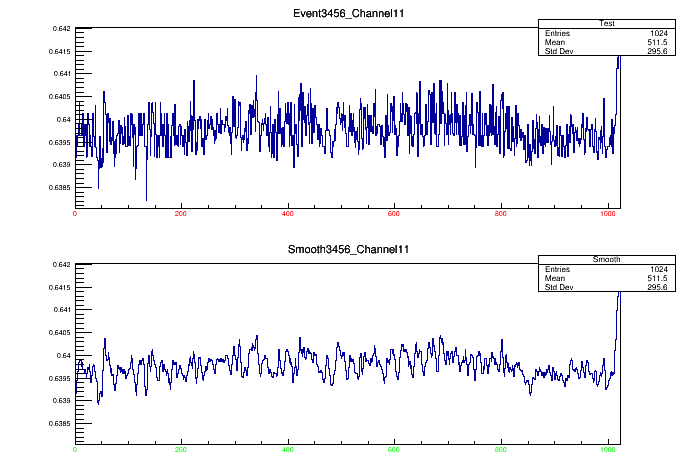 Event3456_Channel11
Test
Entries 1024
Mean 511.5
Std Dev 295.6
0.642
0.6415
0.641
0.6405
0.64
0.6395
0.639
0.6385
0 200 400 600 800 1000
Smooth3456_Channel11
Smooth
Entries 1024
Mean 511.5
Std Dev 295.6
0.642
0.6415
0.641
0.6405
0.64
0.6395
0.639
0.6385
0 200 400 600 800 1000